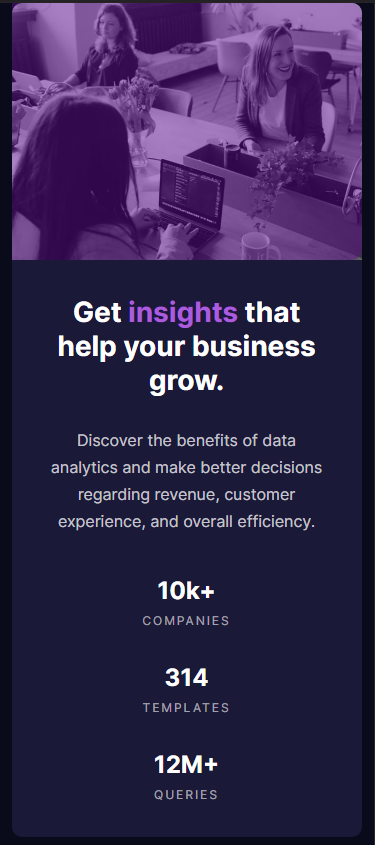 Get insights that
help your business
grow.
Discover the benefits of data
analytics and make better decisions
regarding revenue, customer
experience, and overall efficiency.
10k+
COMPANIES
314
TEMPLATES
12M+
QUERIES